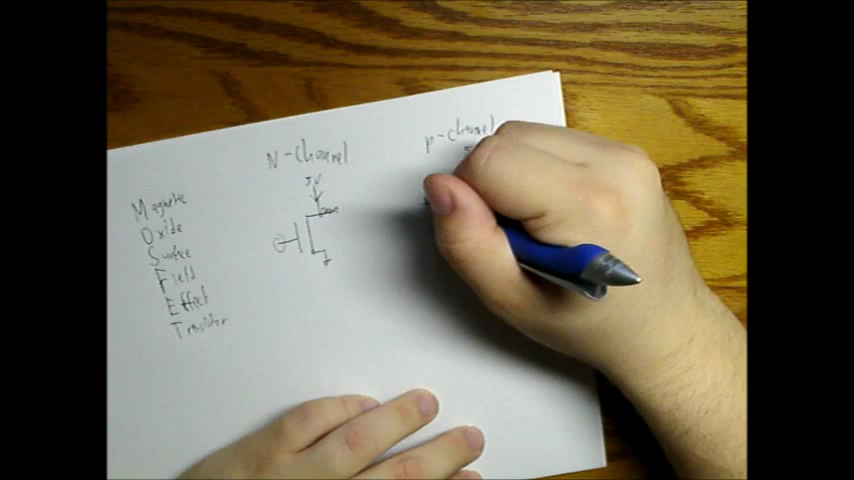 N-Channel
P-Channel
5V
Magnetic
Oxide
Surface
Field
Effect
Transistor